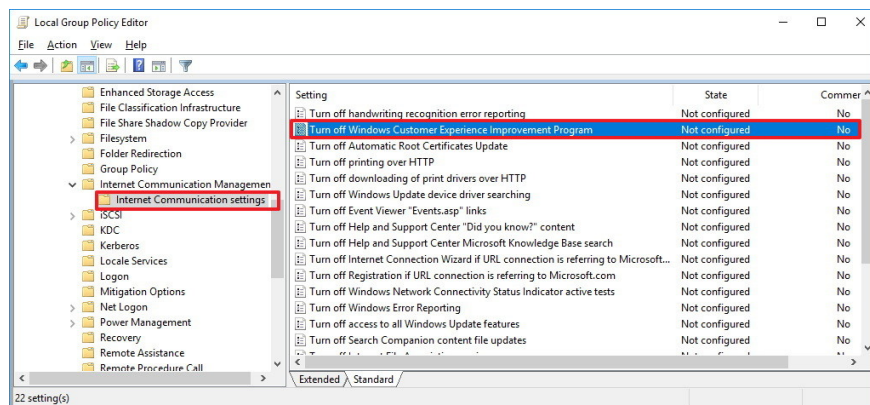 Local Group Policy Editor
File Action View Help
Enhanced Storage Access
File Classification Infrastructure
File Share Shadow Copy Provider
Filesystem
Folder Redirection
Group Policy
Internet Communication Managemen
Internet Communication settings
iSCSI
KDC
Kerberos
Locale Services
Logon
Mitigation Options
Net Logon
Power Management
Recovery
Remote Assistance
Remote Procedure Call
Setting State Commer
Turn off handwriting recognition error reporting Not configured No
Turn off Windows Customer Experience Improvement Program Not configured No
Turn off Automatic Root Certificates Update Not configured No
Turn off printing over HTTP Not configured No
Turn off downloading of print drivers over HTTP Not configured No
Turn off Windows Update device driver searching Not configured No
Turn off Event Viewer "Events.asp" links Not configured No
Turn off Help and Support Center "Did you know?" content Not configured No
Turn off Help and Support Center Microsoft Knowledge Base search Not configured No
Turn off Internet Connection Wizard if URL connection is referring to Microsoft... Not configured No
Turn off Registration if URL connection is referring to Microsoft.com Not configured No
Turn off Windows Network Connectivity Status Indicator active tests Not configured No
Turn off Windows Error Reporting Not configured No
Turn off access to all Windows Update features Not configured No
Turn off Search Companion content file updates Not configured No
Extended Standard
22 setting(s)